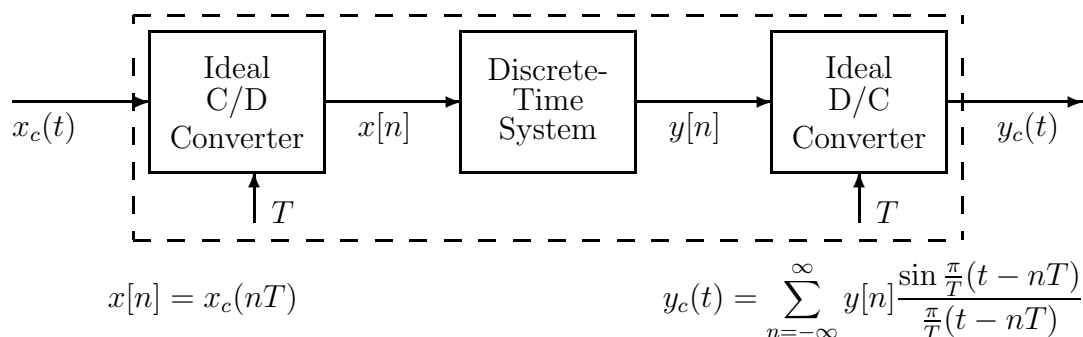 Ideal
C/D
Converter
Discrete-
Time
System
Ideal
D/C
Converter
x_c(t)
x[n]
y[n]
y_c(t)
T
T
x[n] = x_c(nT)
y_c(t) = \sum_{n=-\infty}^{\infty} y[n] \frac{\sin \frac{\pi}{T}(t - nT)}{\frac{\pi}{T}(t - nT)}